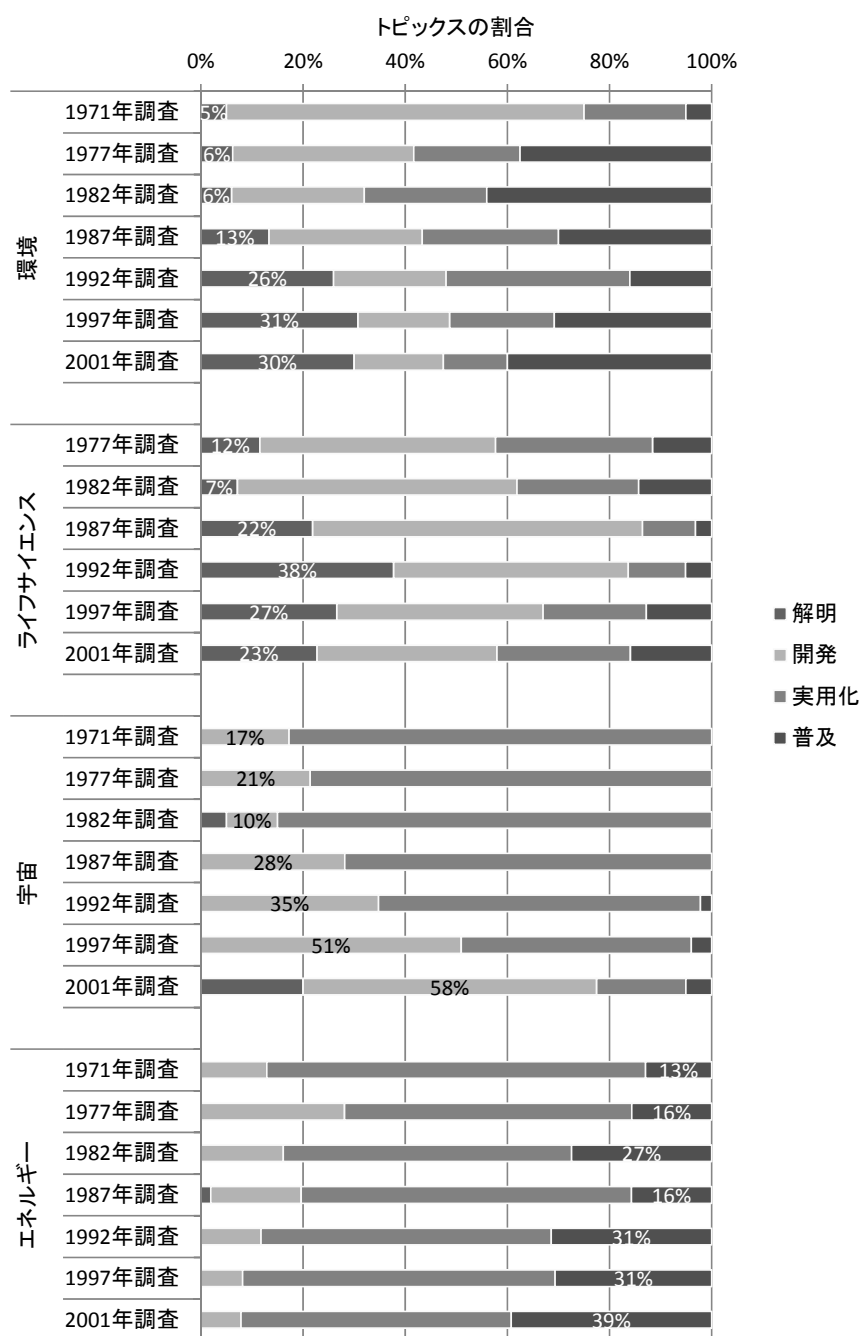 トピックスの割合
0% 20% 40% 60% 80% 100%
環境
1971年調査 5%
1977年調査 6%
1982年調査 6%
1987年調査 13%
1992年調査 26%
1997年調査 31%
2001年調査 30%
ライフサイエンス
1977年調査 12%
1982年調査 7%
1987年調査 22%
1992年調査 38%
1997年調査 27%
2001年調査 23%
宇宙
1971年調査 17%
1977年調査 21%
1982年調査 10%
1987年調査 28%
1992年調査 35%
1997年調査 51%
2001年調査 58%
エネルギー
1971年調査 13%
1977年調査 16%
1982年調査 27%
1987年調査 16%
1992年調査 31%
1997年調査 31%
2001年調査 39%
解明
開発
実用化
普及